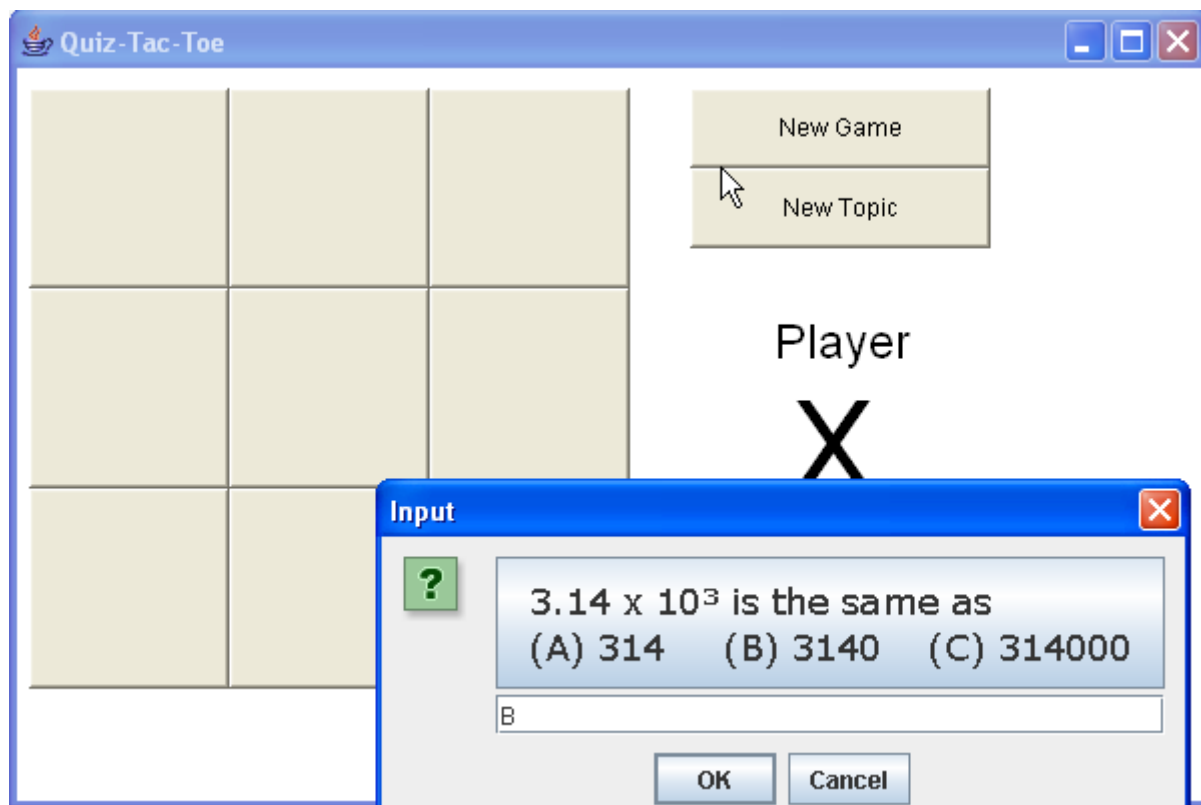 Quiz-Tac-Toe
New Game
New Topic
Player
X
Input
?
3.14 x 10³ is the same as
(A) 314 (B) 3140 (C) 314000
B
OK Cancel